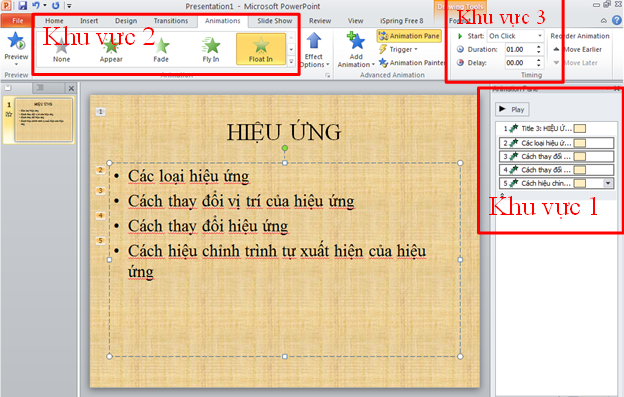 Presentation1 - Microsoft PowerPoint
Drawing Tools
File Home Insert Design Transitions Animations Slide Show View iSpring Free 8
Khu vực 2
Khu vực 3
Preview
Preview
None Appear Fade Fly In Float In
Animation
Effect Options
Add Animation
Animation Pane
Trigger
Animation Painter
Advanced Animation
Start: On Click
Duration: 01.00
Delay: 00.00
Timing
Reorder Animation
Move Earlier
Move Later
1
HIỆU ỨNG
1
HIỆU ỨNG
2 • Các loại hiệu ứng
3 • Cách thay đổi vị trí của hiệu ứng
4 • Cách thay đổi hiệu ứng
5 • Cách hiệu chỉnh trình tự xuất hiện của hiệu
ứng
Animation Pane
Play
1 Title 3: HIỆU Ứ...
2 Các loại hiệu ứ...
3 Cách thay đổi ...
4 Cách thay đổi ...
5 Cách hiệu chỉn...
Khu vực 1